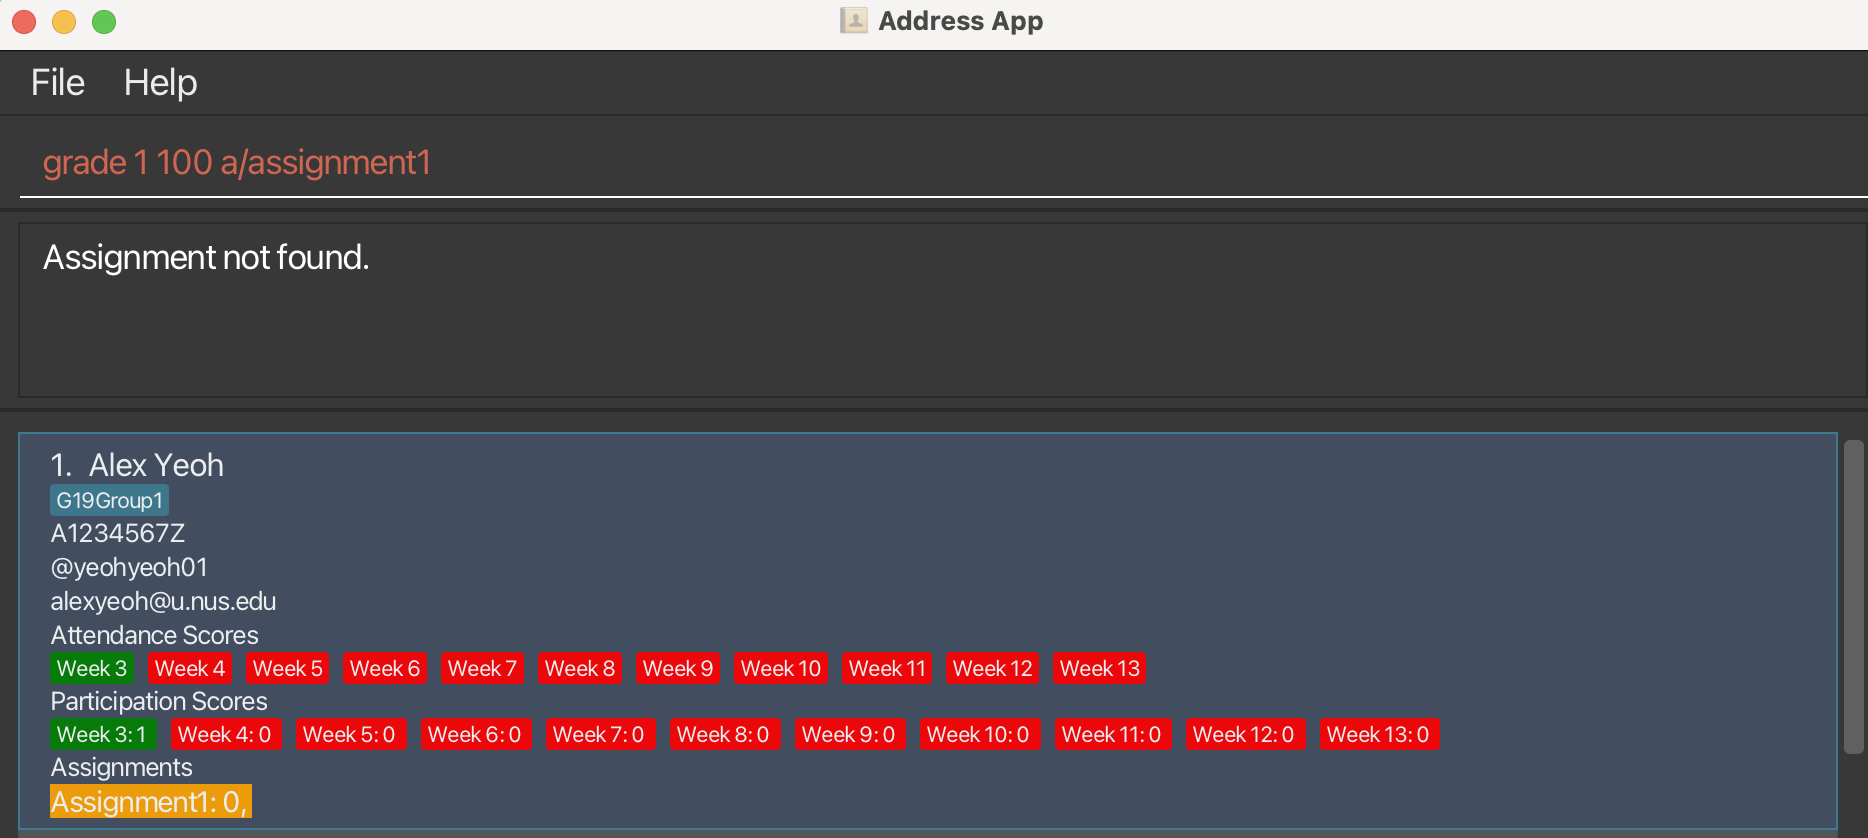 Address App
File Help
grade 1 100 a/assignment1
Assignment not found.
1. Alex Yeoh
G19Group1
A1234567Z
@yeohyeoh01
alexyeoh@u.nus.edu
Attendance Scores
Week 3 Week 4 Week 5 Week 6 Week 7 Week 8 Week 9 Week 10 Week 11 Week 12 Week 13
Participation Scores
Week 3: 1 Week 4: 0 Week 5: 0 Week 6: 0 Week 7: 0 Week 8: 0 Week 9: 0 Week 10: 0 Week 11: 0 Week 12: 0 Week 13: 0
Assignments
Assignment1: 0,